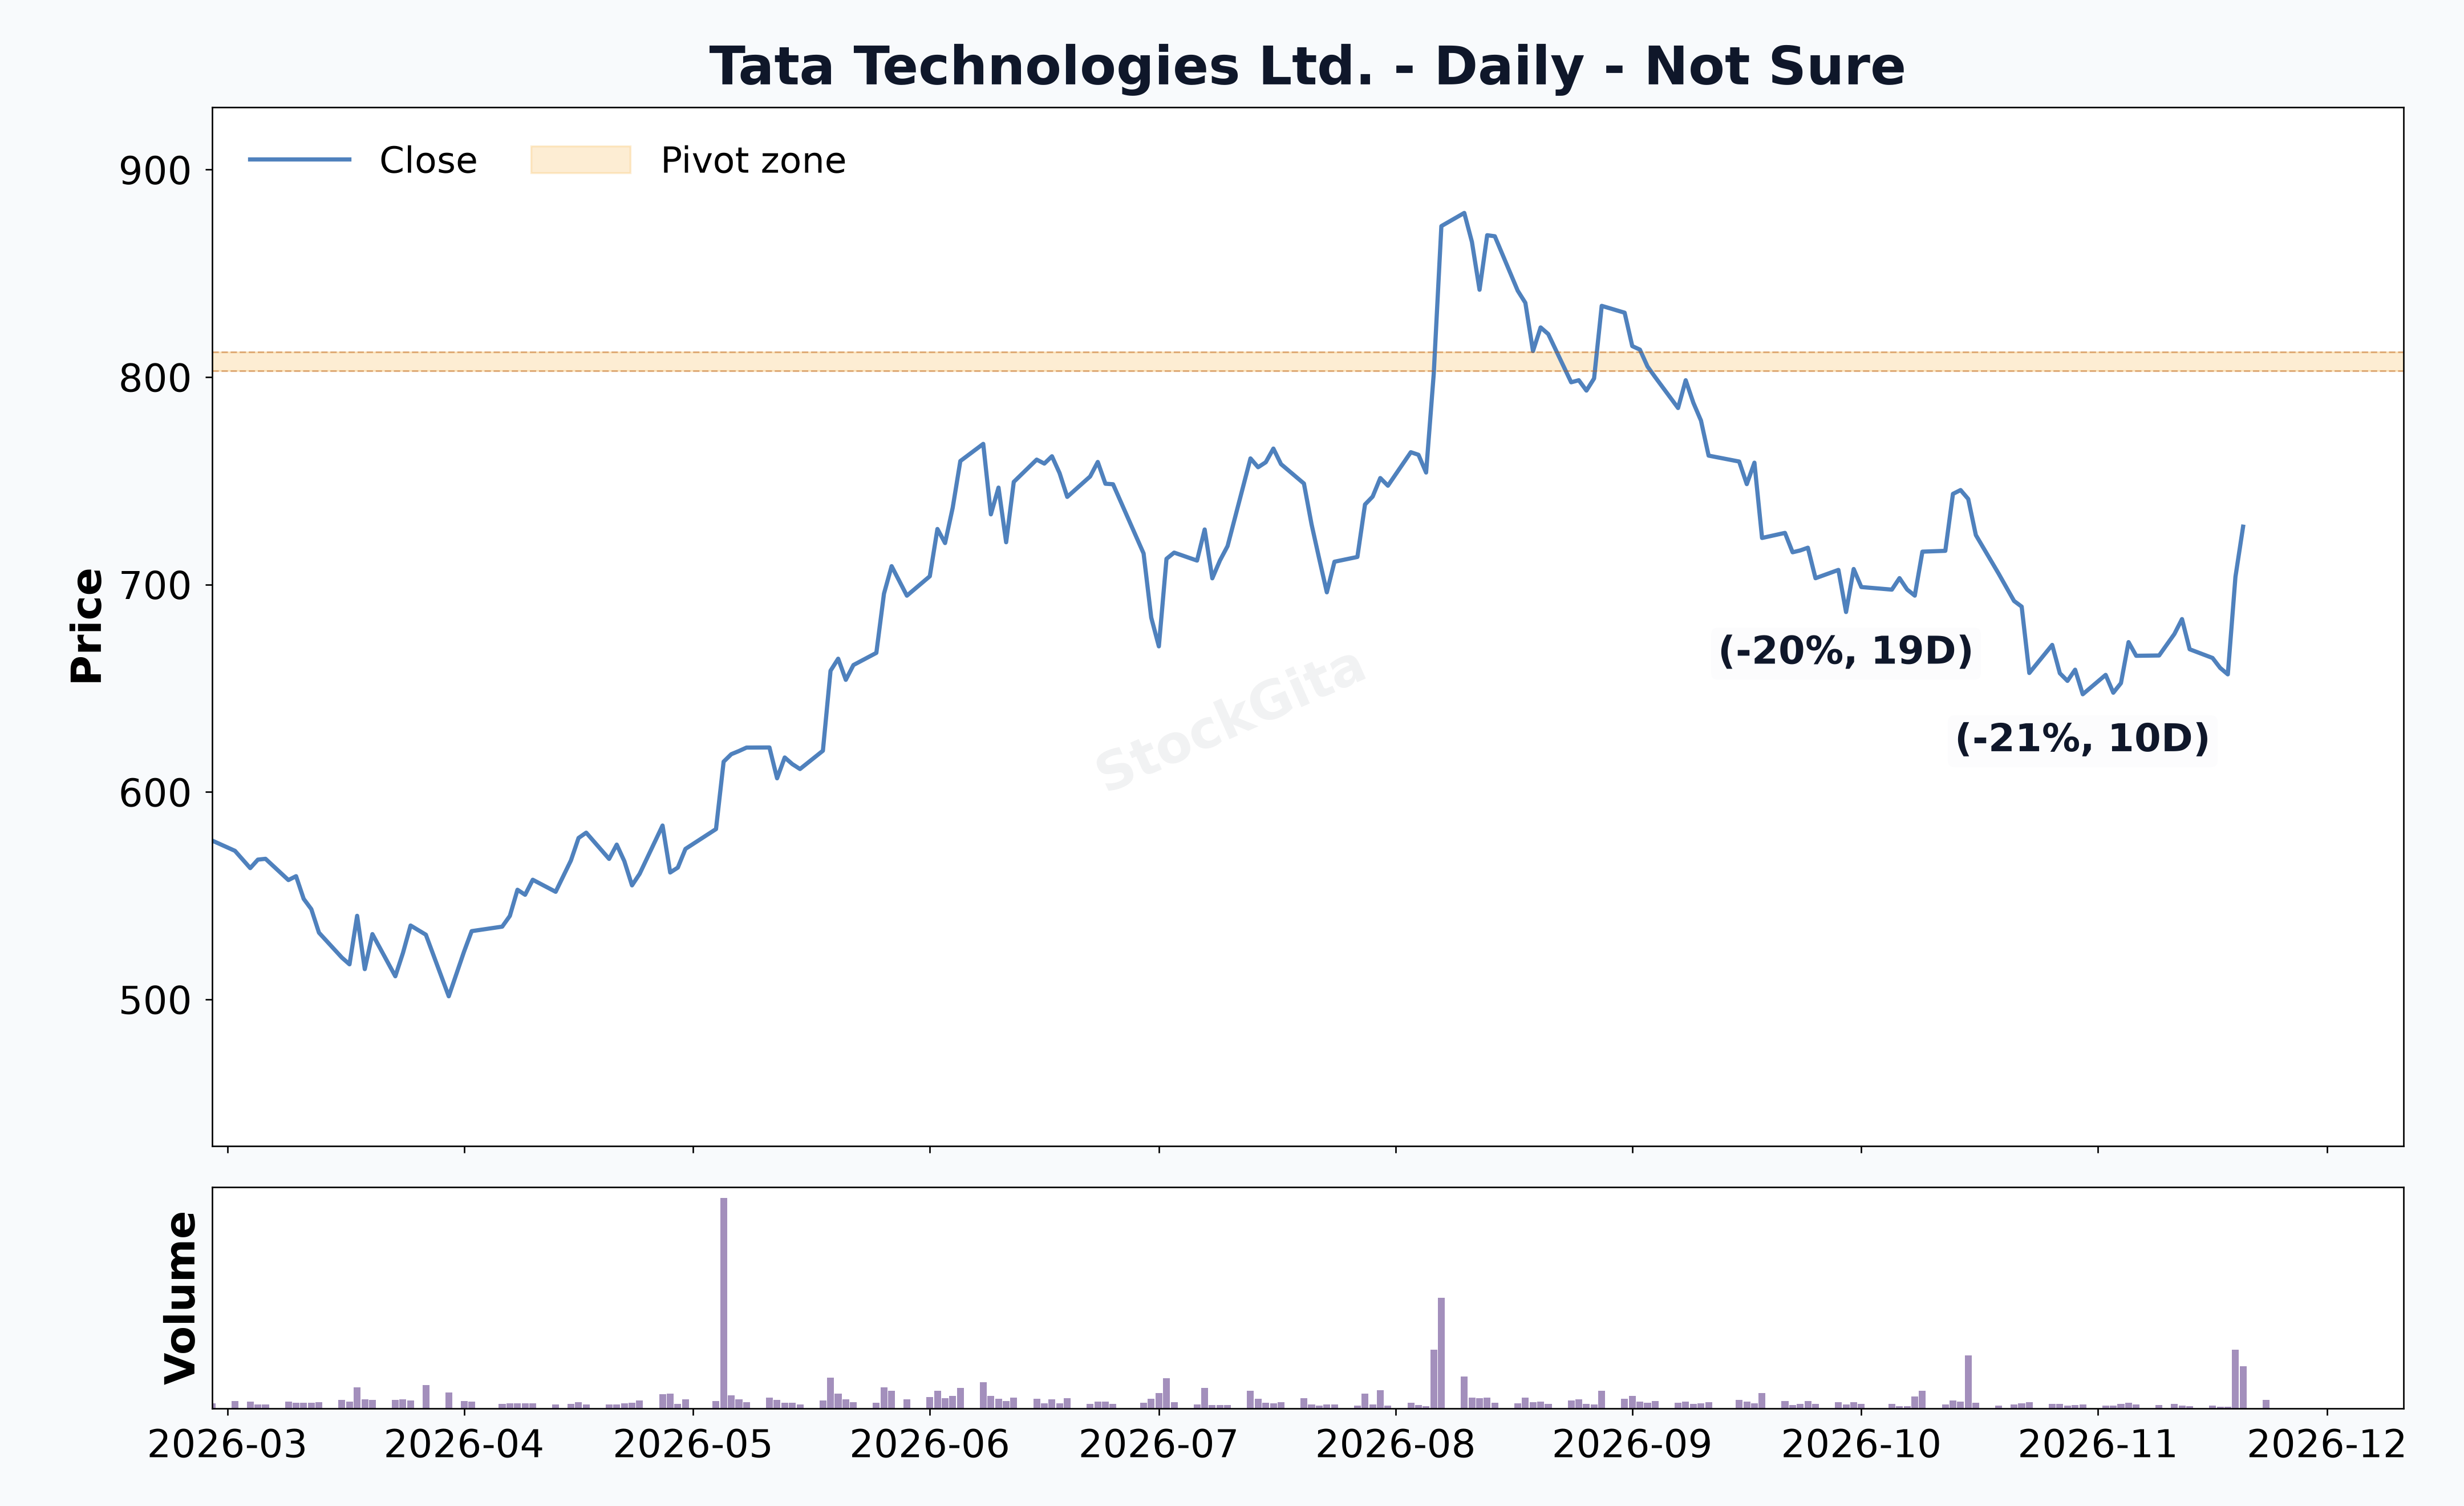 Tata Technologies Ltd. - Daily - Not Sure
Close
Pivot zone
Price
900
800
700
600
500
(-20%, 19D)
(-21%, 10D)
StockGita
Volume
2026-03
2026-04
2026-05
2026-06
2026-07
2026-08
2026-09
2026-10
2026-11
2026-12